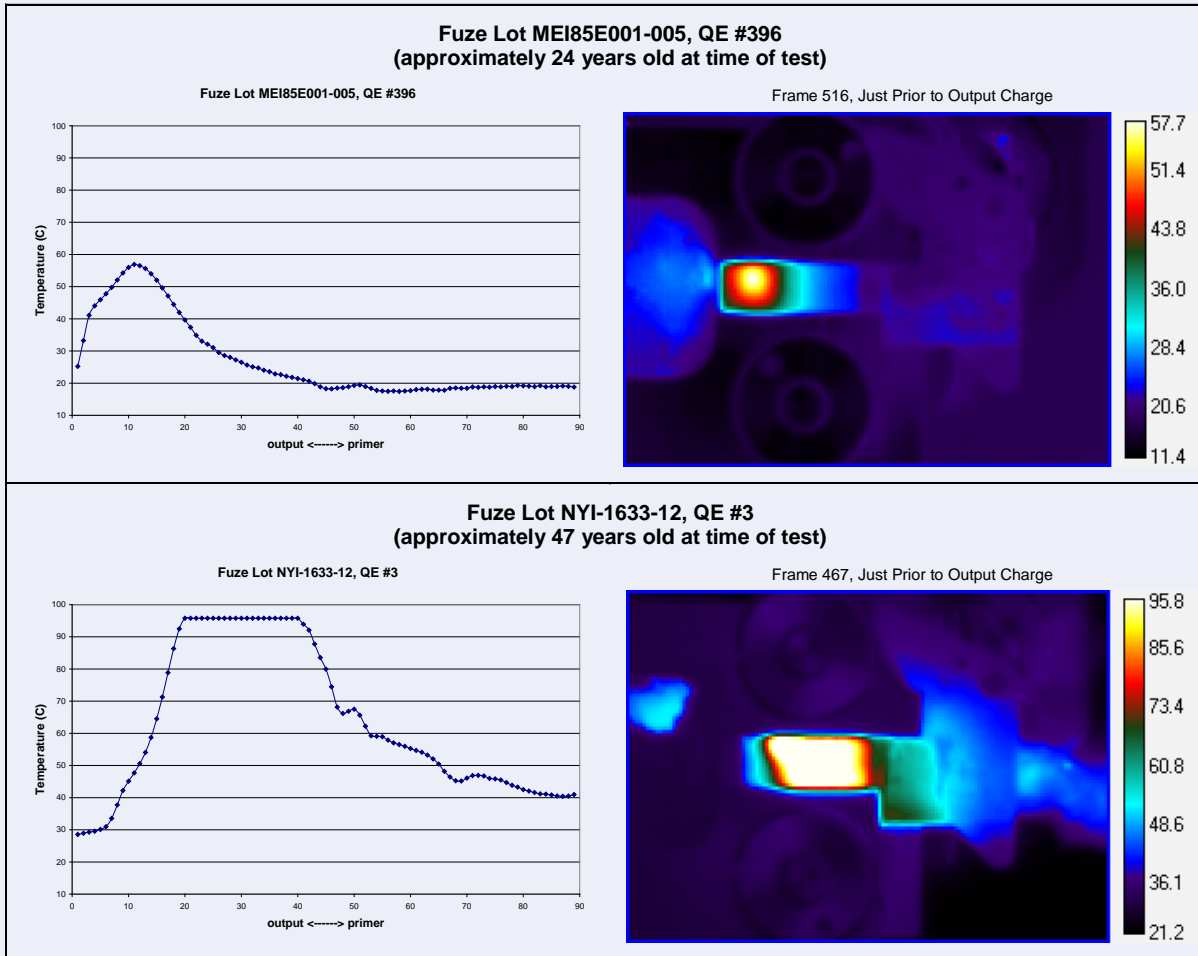 Fuze Lot MEI85E001-005, QE #396
(approximately 24 years old at time of test)
Fuze Lot MEI85E001-005, QE #396
Temperature (C)
100
90
80
70
60
50
40
30
20
10
0 10 20 30 40 50 60 70 80 90
output <------> primer
Frame 516, Just Prior to Output Charge
57.7
51.4
43.8
36.0
28.4
20.6
11.4
Fuze Lot NYI-1633-12, QE #3
(approximately 47 years old at time of test)
Fuze Lot NYI-1633-12, QE #3
Temperature (C)
100
90
80
70
60
50
40
30
20
10
0 10 20 30 40 50 60 70 80 90
output <------> primer
Frame 467, Just Prior to Output Charge
95.8
85.6
73.4
60.8
48.6
36.1
21.2